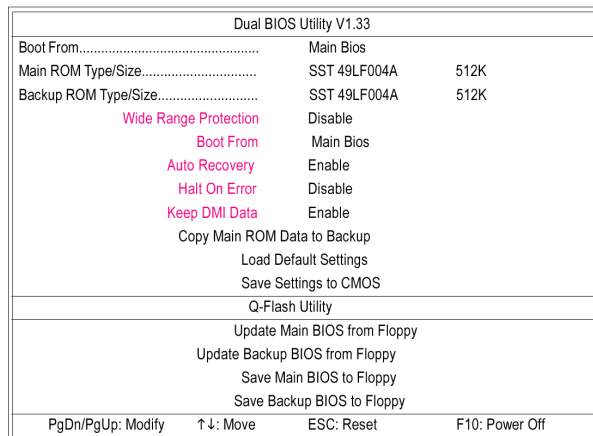 Dual BIOS Utility V1.33
Boot From.................................................... Main Bios
Main ROM Type/Size................................. SST 49LF004A 512K
Backup ROM Type/Size............................. SST 49LF004A 512K
Wide Range Protection Disable
Boot From Main Bios
Auto Recovery Enable
Halt On Error Disable
Keep DMI Data Enable
Copy Main ROM Data to Backup
Load Default Settings
Save Settings to CMOS
Q-Flash Utility
Update Main BIOS from Floppy
Update Backup BIOS from Floppy
Save Main BIOS to Floppy
Save Backup BIOS to Floppy
PgDn/PgUp: Modify ↑↓: Move ESC: Reset F10: Power Off